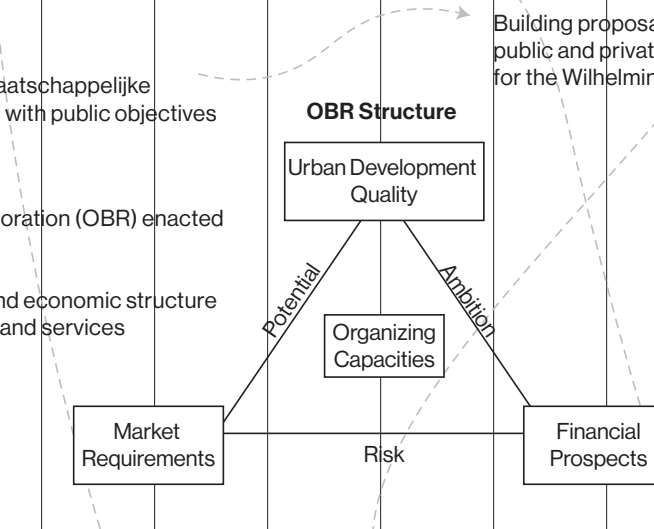 Building proposa
public and privat
for the Wilhelmin
aatschappelijke
with public objectives
OBR Structure
Urban Development
Quality
oration (OBR) enacted
Potential
Ambition
nd economic structure
and services
Organizing
Capacities
Market
Requirements
Risk
Financial
Prospects